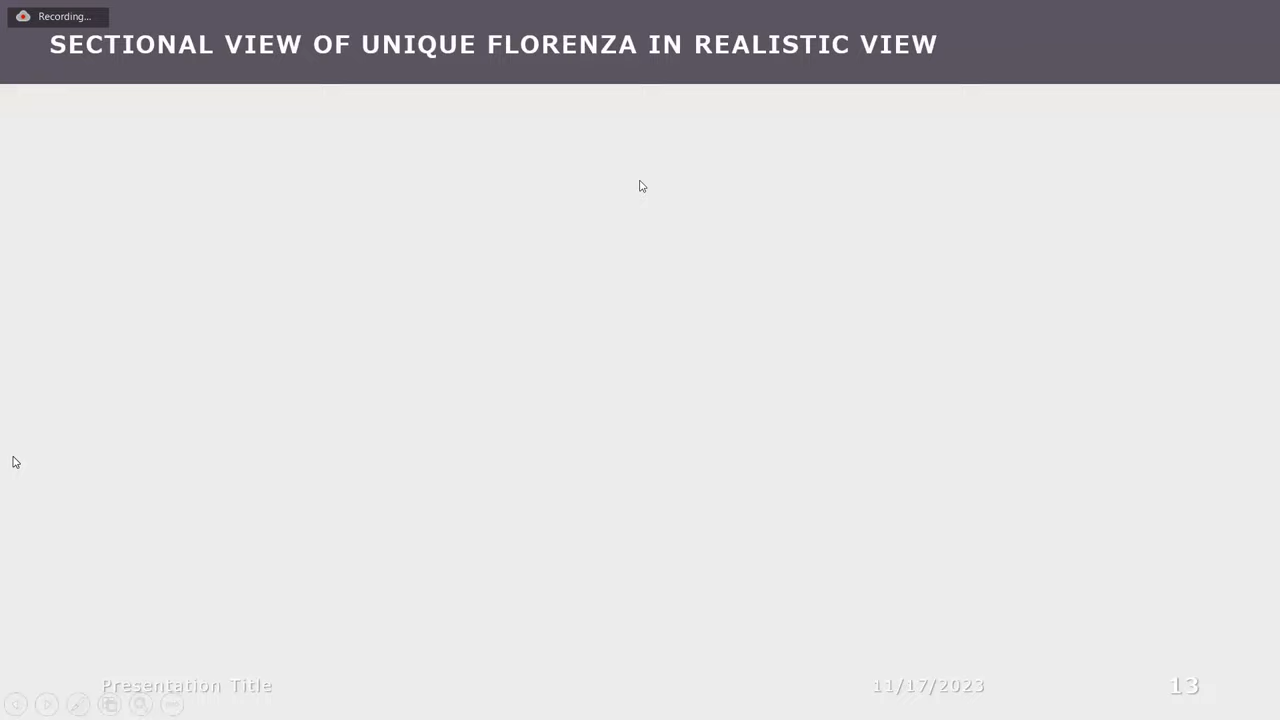 Recording...
SECTIONAL VIEW OF UNIQUE FLORENZA IN REALISTIC VIEW
Presentation Title
11/17/2023
13